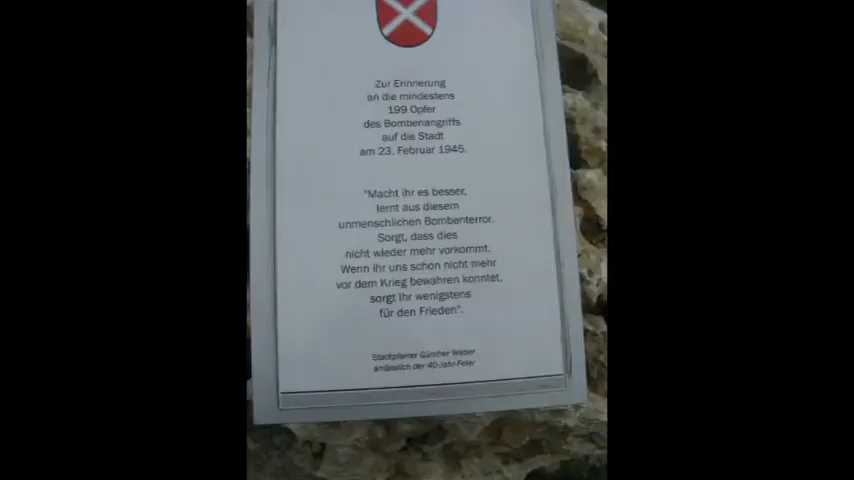 Zur Erinnerung
an die mindestens
199 Opfer
des Bombenangriffs
auf die Stadt
am 23. Februar 1945.
"Macht ihr es besser,
lernt aus diesem
unmenschlichen Bombenterror.
Sorgt, dass dies
nicht wieder mehr vorkommt.
Wenn ihr uns schon nicht mehr
vor dem Krieg bewahren konntet,
sorgt ihr wenigstens
für den Frieden".
Stadtpfarrer Günther Weber
anlässlich der 40-Jahr-Feier